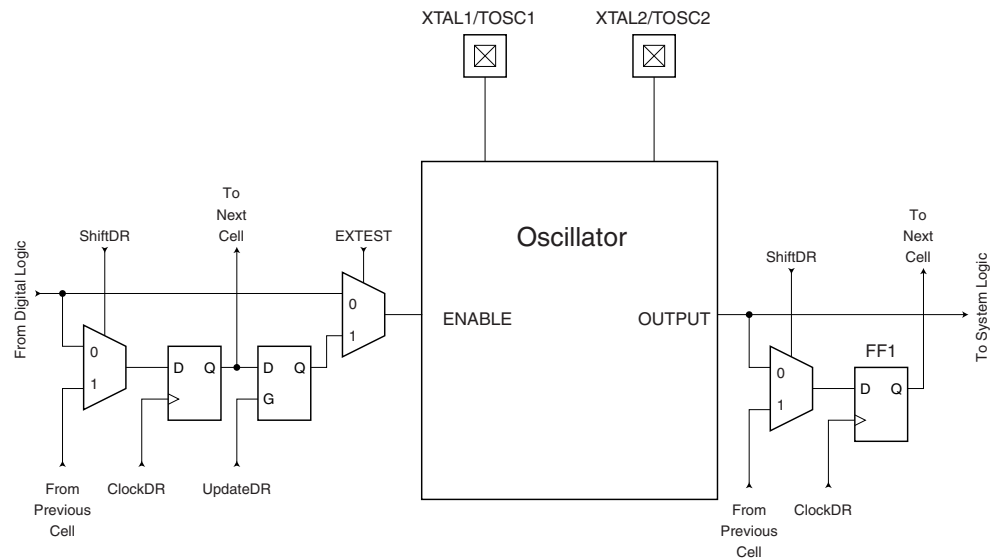 XTAL1/TOSC1
XTAL2/TOSC2
To
Next
Cell
ShiftDR
EXTEST
From Digital Logic
0
1
D Q
D Q
G
0
1
From
Previous
Cell
ClockDR
UpdateDR
Oscillator
ENABLE
OUTPUT
To
Next
Cell
ShiftDR
FF1
To System Logic
0
1
D Q
From
Previous
Cell
ClockDR